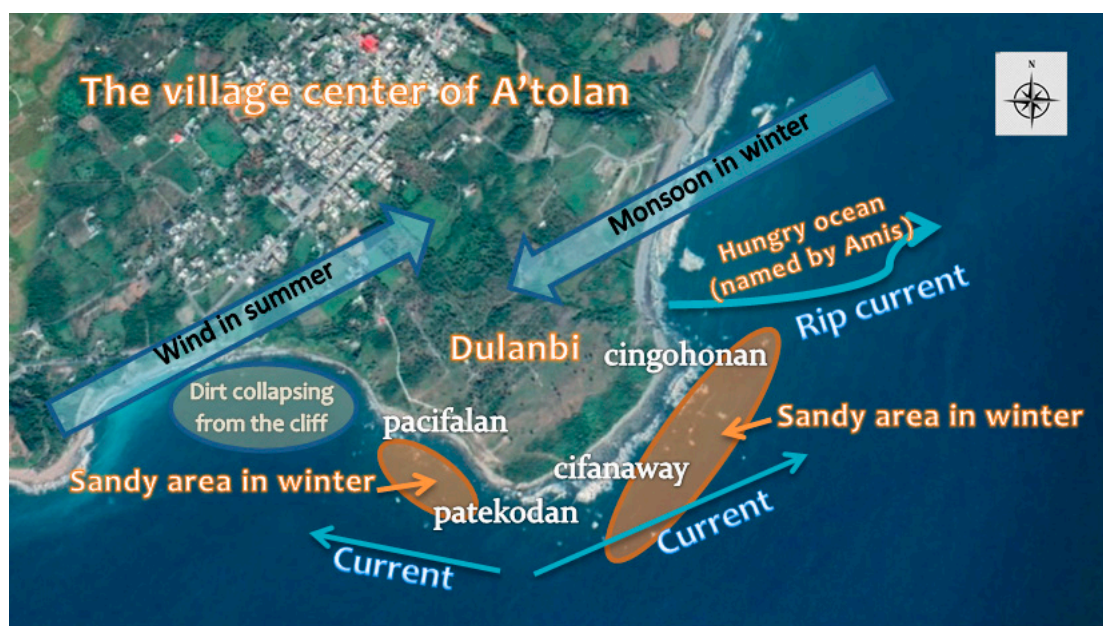 The village center of A'tolan
N
Monsoon in winter
Hungry ocean
(named by Amis)
Rip current
Wind in summer
Dulanbi
cingohonan
Dirt collapsing
from the cliff
pacifalan
Sandy area in winter
cifanaway
Sandy area in winter
patekodan
Current
Current